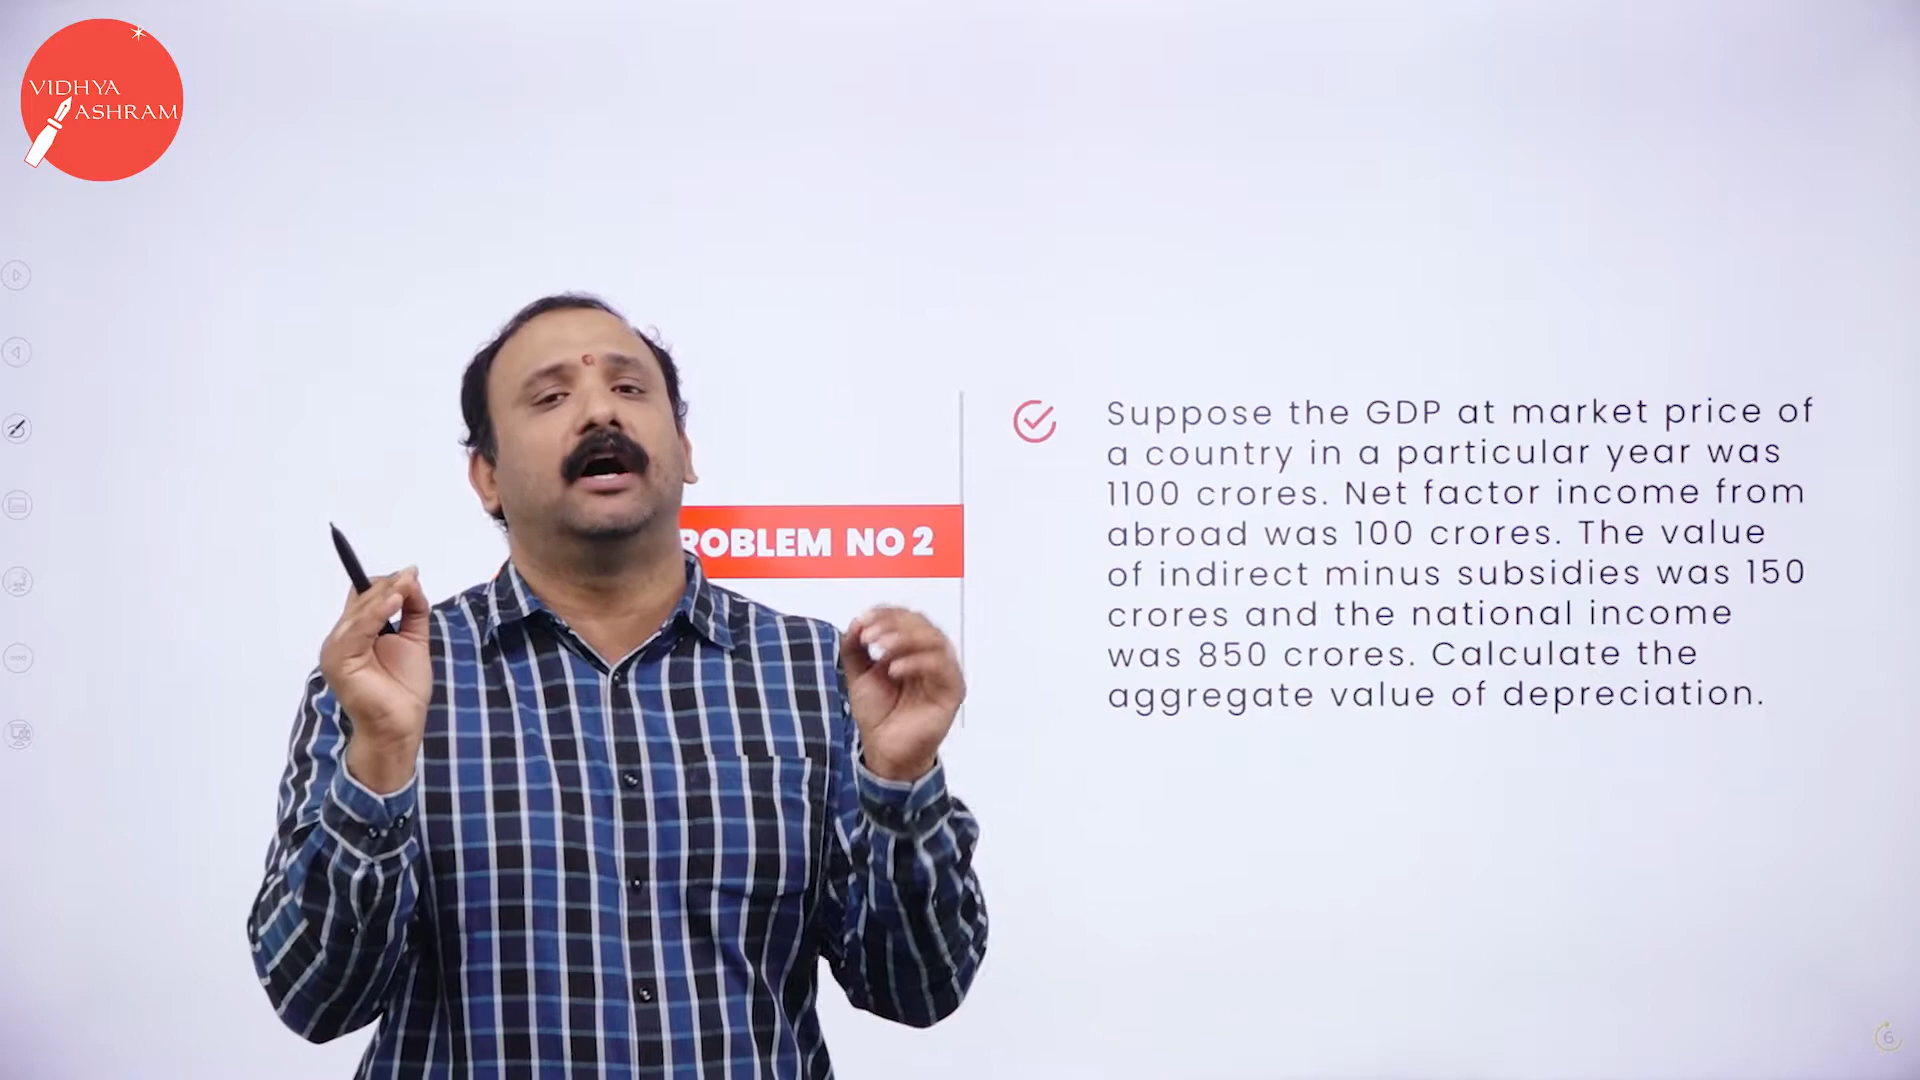 VIDHYA
ASHRAM
ROBLEM NO 2
Suppose the GDP at market price of
a country in a particular year was
1100 crores. Net factor income from
abroad was 100 crores. The value
of indirect minus subsidies was 150
crores and the national income
was 850 crores. Calculate the
aggregate value of depreciation.
6